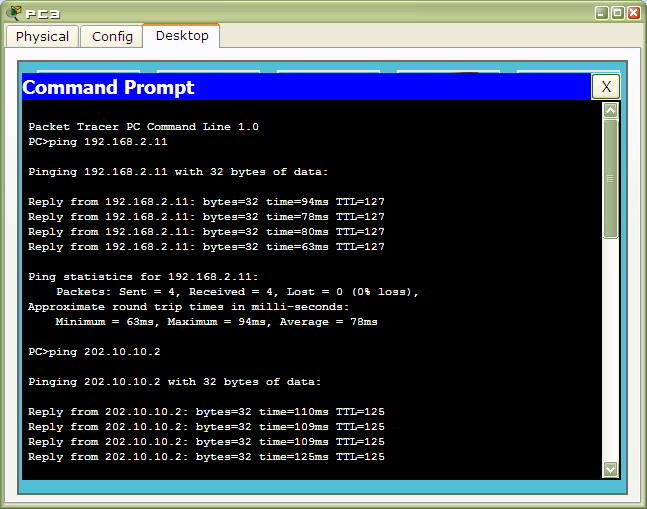 PC3
Physical Config Desktop
Command Prompt X
Packet Tracer PC Command Line 1.0
PC>ping 192.168.2.11
Pinging 192.168.2.11 with 32 bytes of data:
Reply from 192.168.2.11: bytes=32 time=94ms TTL=127
Reply from 192.168.2.11: bytes=32 time=78ms TTL=127
Reply from 192.168.2.11: bytes=32 time=80ms TTL=127
Reply from 192.168.2.11: bytes=32 time=63ms TTL=127
Ping statistics for 192.168.2.11:
Packets: Sent = 4, Received = 4, Lost = 0 (0% loss),
Approximate round trip times in milli-seconds:
Minimum = 63ms, Maximum = 94ms, Average = 78ms
PC>ping 202.10.10.2
Pinging 202.10.10.2 with 32 bytes of data:
Reply from 202.10.10.2: bytes=32 time=110ms TTL=125
Reply from 202.10.10.2: bytes=32 time=109ms TTL=125
Reply from 202.10.10.2: bytes=32 time=109ms TTL=125
Reply from 202.10.10.2: bytes=32 time=125ms TTL=125